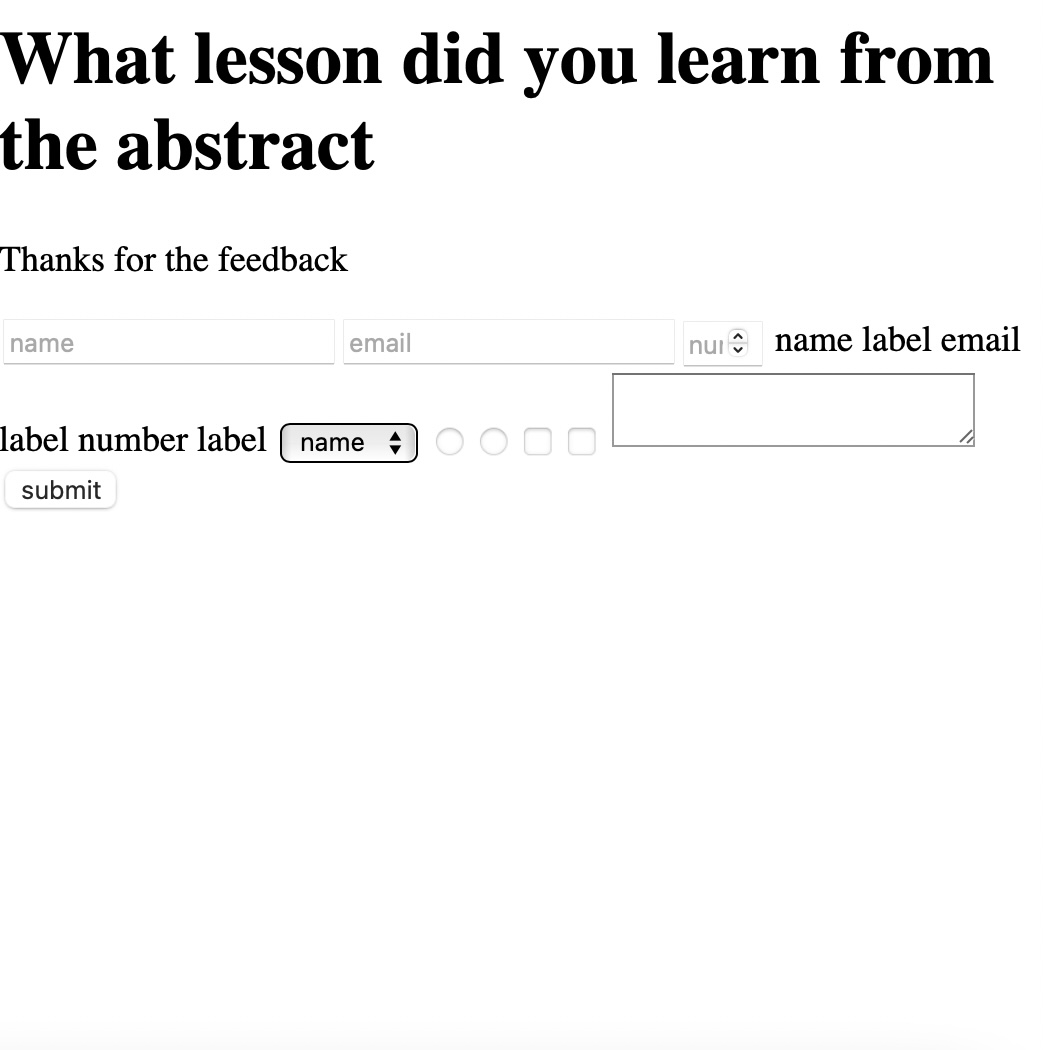 What lesson did you learn from
the abstract
Thanks for the feedback
name email nur name label email
label number label name
submit